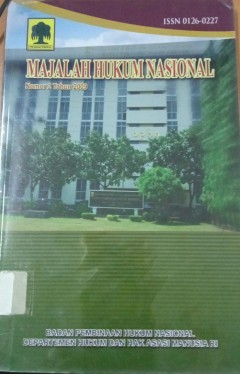 ISSN 0126-0227
MAJALAH HUKUM NASIONAL
BADAN PEMBINAAN HUKUM NASIONAL
DEPARTEMEN HUKUM DAN HAK ASASI MANUSIA RI